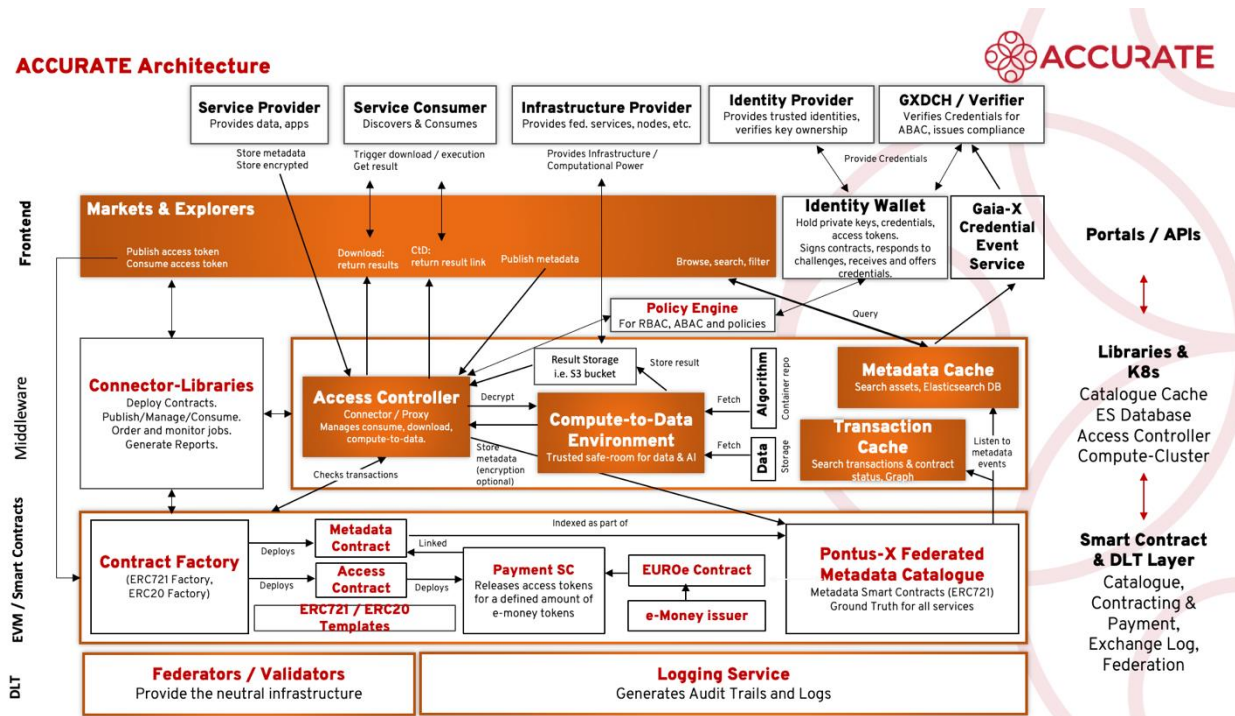 ACCURATE Architecture
ACCURATE
Service Provider
Provides data, apps
Service Consumer
Discovers & Consumes
Infrastructure Provider
Provides fed. services, nodes, etc.
Identity Provider
Provides trusted identities,
verifies key ownership
GXDCH / Verifier
Verifies Credentials for
ABAC, issues compliance
Store metadata
Store encrypted
Trigger download / execution
Get result
Provides Infrastructure /
Computational Power
Provide Credentials
Frontend
Markets & Explorers
Publish access token
Consume access token
Download:
return results
CtD:
return result link
Publish metadata
Browse, search, filter
Identity Wallet
Hold private keys, credentials,
access tokens.
Signs contracts, responds to
challenges, receives and offers
credentials.
Gaia-X
Credential
Event
Service
Portals / APIs
Policy Engine
For RBAC, ABAC and policies
Query
Middleware
Connector-Libraries
Deploy Contracts.
Publish/Manage/Consume.
Order and monitor jobs.
Generate Reports.
Access Controller
Connector / Proxy
Manages consume, download,
compute-to-data.
Decrypt
Result Storage
i.e. S3 bucket
Store result
Compute-to-Data
Environment
Trusted safe-room for data & AI
Fetch
Algorithm
Container repo
Fetch
Data
Storage
Metadata Cache
Search assets, Elasticsearch DB
Transaction
Cache
Search transactions & contract
status, Graph
Listen to
metadata
events
Libraries &
K8s
Catalogue Cache
ES Database
Access Controller
Compute-Cluster
Checks transactions
Store
metadata
(encryption
optional)
EVM / Smart Contracts
Contract Factory
(ERC721 Factory,
ERC20 Factory)
Deploys
Metadata
Contract
Indexed as part of
Linked
Deploys
Access
Contract
Deploys
ERC721 / ERC20
Templates
Payment SC
Releases access tokens
for a defined amount of
e-money tokens
EUROe Contract
e-Money issuer
Pontus-X Federated
Metadata Catalogue
Metadata Smart Contracts (ERC721)
Ground Truth for all services
Smart Contract
& DLT Layer
Catalogue,
Contracting &
Payment,
Exchange Log,
Federation
DLT
Federators / Validators
Provide the neutral infrastructure
Logging Service
Generates Audit Trails and Logs